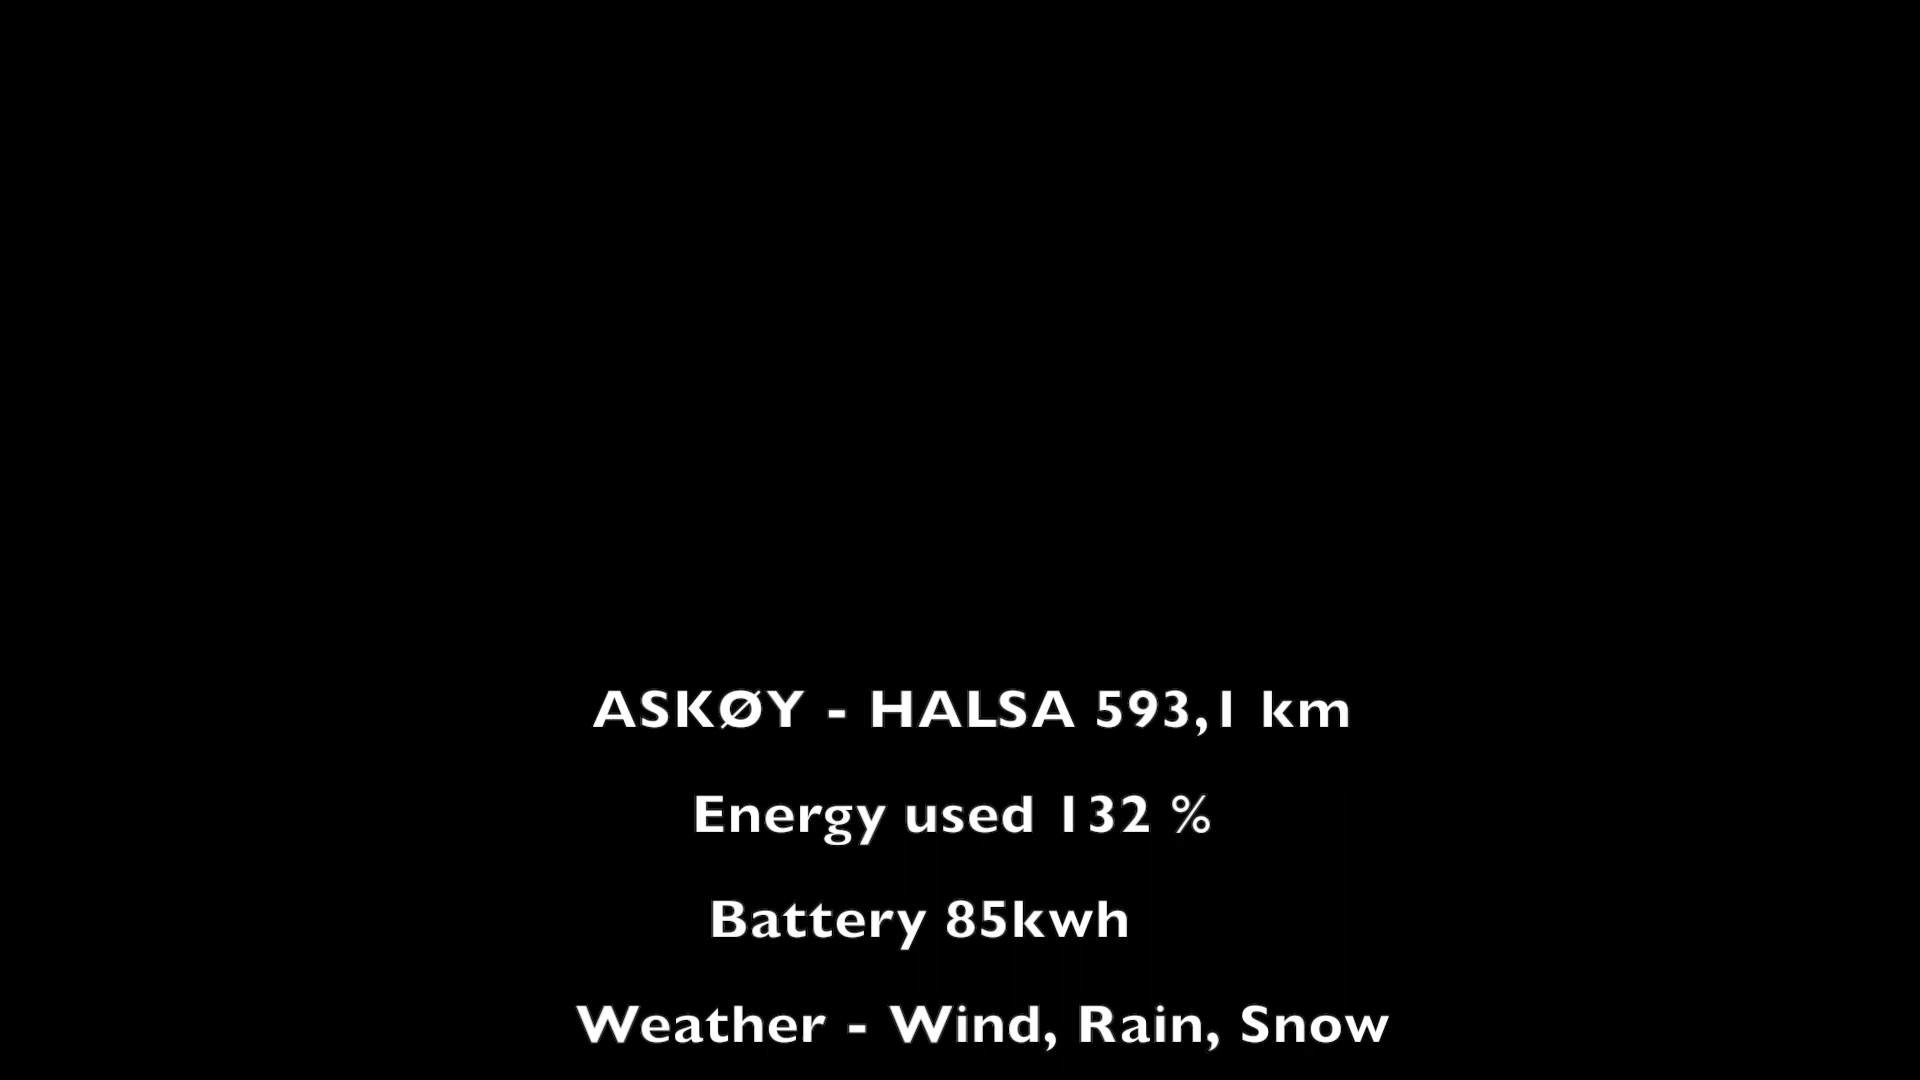 ASKØY - HALSA 593,1 km
Energy used 132 %
Battery 85kwh
Weather - Wind, Rain, Snow